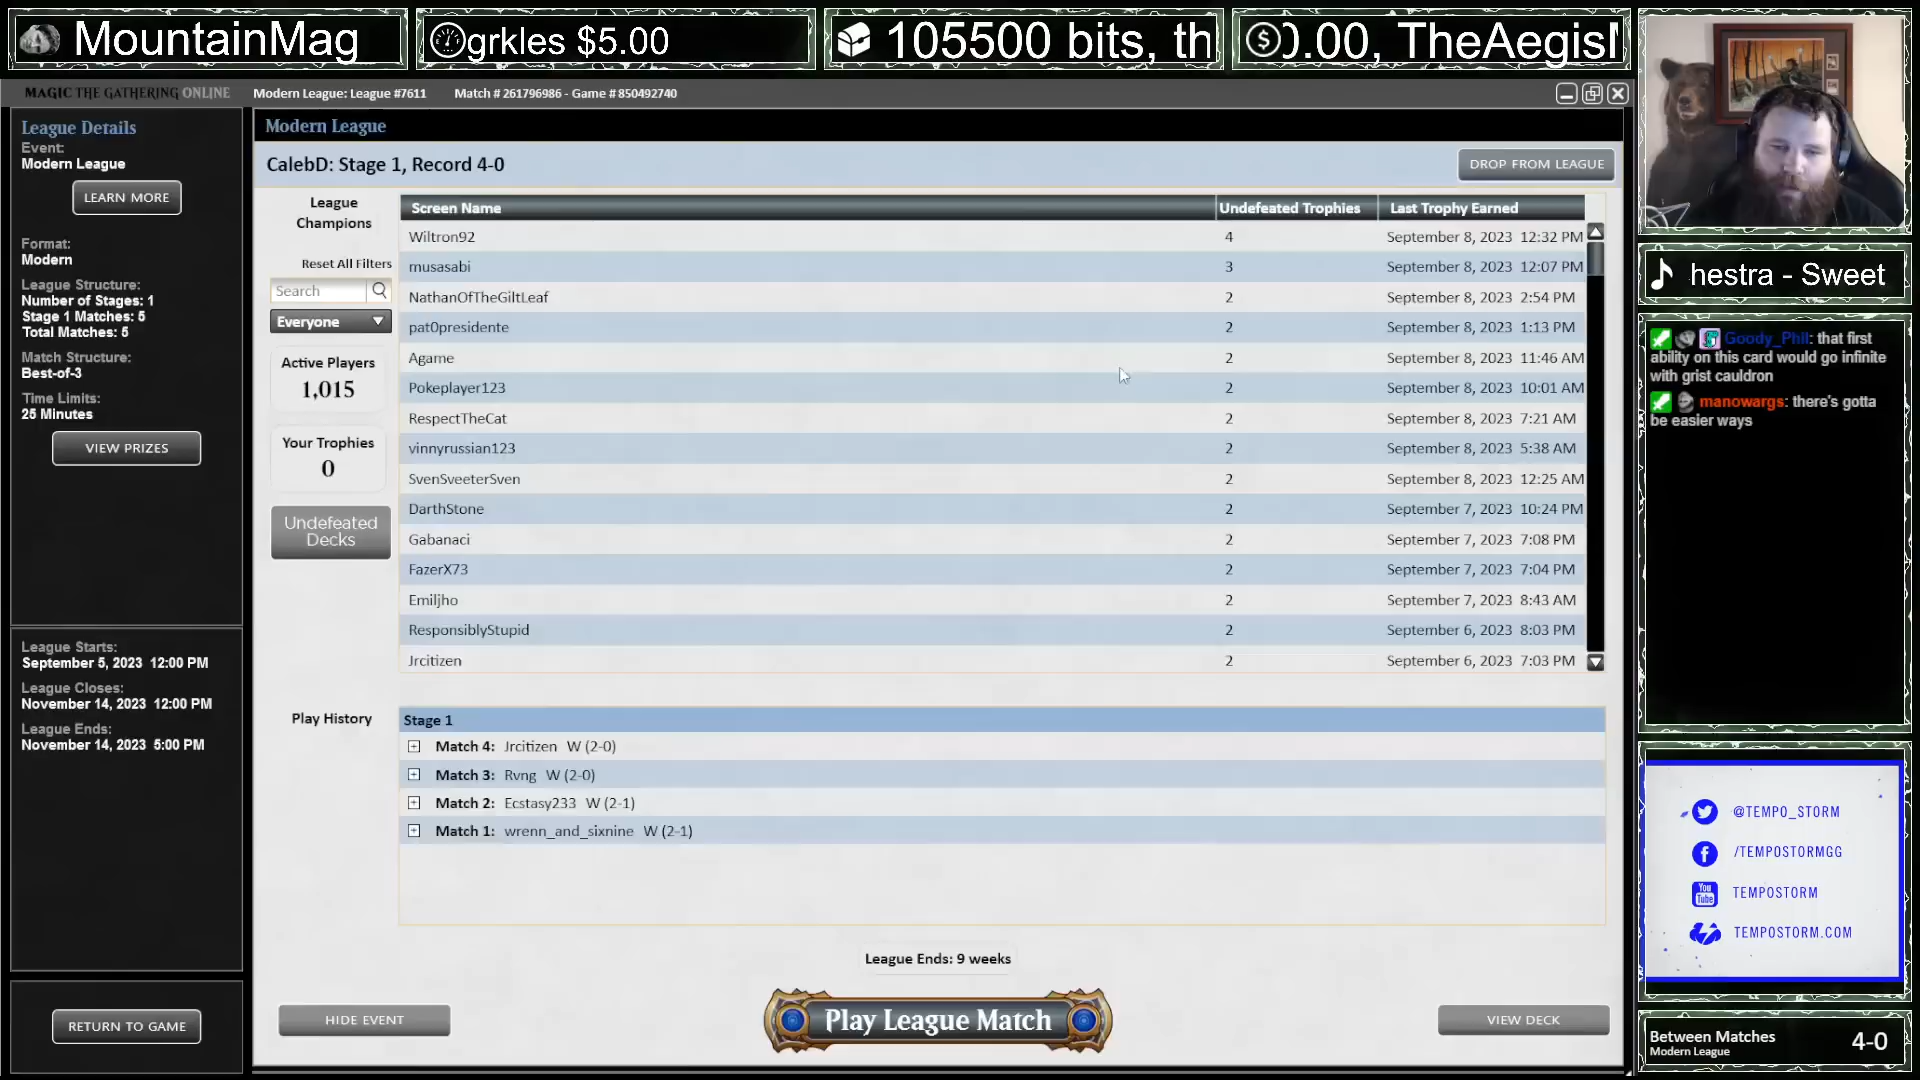 MountainMag
grkles $5.00
105500 bits, th
0.00, TheAegis
MAGIC THE GATHERING ONLINE
Modern League: League #7611
Match # 261796986 - Game # 850492740
League Details
Event:
Modern League
LEARN MORE
Format:
Modern
League Structure:
Number of Stages: 1
Stage 1 Matches: 5
Total Matches: 5
Match Structure:
Best-of-3
Time Limits:
25 Minutes
VIEW PRIZES
League Starts:
September 5, 2023 12:00 PM
League Closes:
November 14, 2023 12:00 PM
League Ends:
November 14, 2023 5:00 PM
RETURN TO GAME
Modern League
CalebD: Stage 1, Record 4-0
DROP FROM LEAGUE
League
Champions
Reset All Filters
Search
Everyone
Active Players
1,015
Your Trophies
0
Undefeated
Decks
Screen Name Undefeated Trophies Last Trophy Earned
Wiltron92 4 September 8, 2023 12:32 PM
musasabi 3 September 8, 2023 12:07 PM
NathanOfTheGiltLeaf 2 September 8, 2023 2:54 PM
pat0presidente 2 September 8, 2023 1:13 PM
Agame 2 September 8, 2023 11:46 AM
Pokeplayer123 2 September 8, 2023 10:01 AM
RespectTheCat 2 September 8, 2023 7:21 AM
vinnyrussian123 2 September 8, 2023 5:38 AM
SvenSveeterSven 2 September 8, 2023 12:25 AM
DarthStone 2 September 7, 2023 10:24 PM
Gabanaci 2 September 7, 2023 7:08 PM
FazerX73 2 September 7, 2023 7:04 PM
Emiljho 2 September 7, 2023 8:43 AM
ResponsiblyStupid 2 September 6, 2023 8:03 PM
Jrcitizen 2 September 6, 2023 7:03 PM
Play History
Stage 1
Match 4: Jrcitizen W (2-0)
Match 3: Rvng W (2-0)
Match 2: Ecstasy233 W (2-1)
Match 1: wrenn_and_sixnine W (2-1)
League Ends: 9 weeks
HIDE EVENT
Play League Match
VIEW DECK
hestra - Sweet
Goody_Phil: that first
ability on this card would go infinite
with grist cauldron
manowargs: there's gotta
be easier ways
@TEMPO_STORM
/TEMPOSTORMGG
You
Tube
TEMPOSTORM
TEMPOSTORM.COM
Between Matches
Modern League
4-0